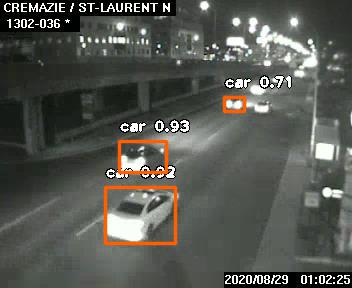 CREMAZIE / ST-LAURENT N
1302-036 *
car 0.71
car 0.93
car 0.92
2020/08/29 01:02:25